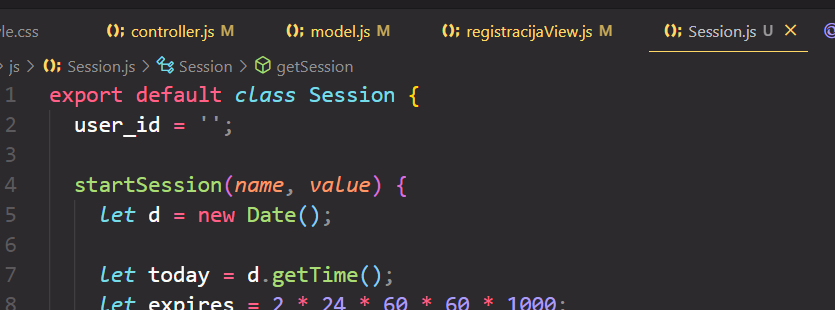 le.css controller.js M model.js M registracijaView.js M Session.js U
js > Session.js > Session > getSession
1 export default class Session {
2 user_id = '';
3
4 startSession(name, value) {
5 let d = new Date();
6
7 let today = d.getTime();
8 let expires = 2 * 24 * 60 * 60 * 1000;